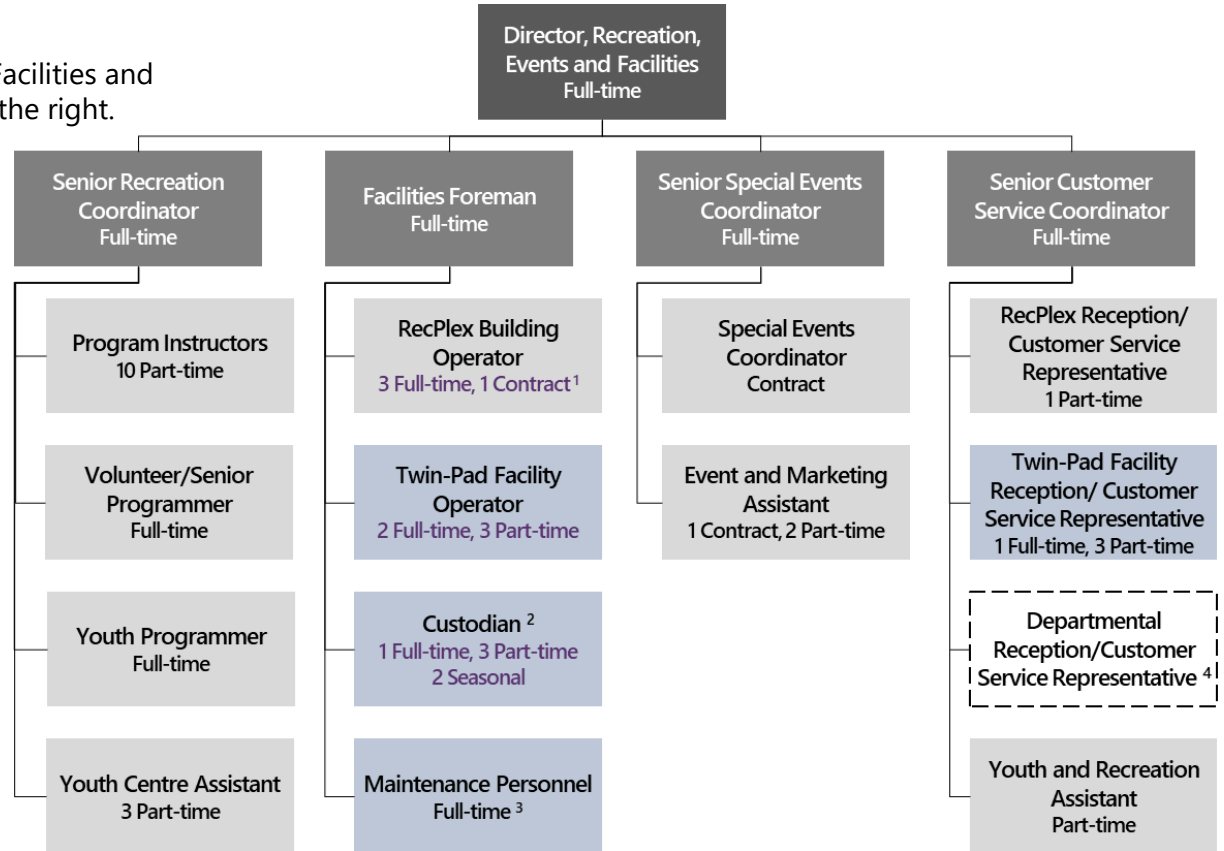 Facilities and
the right.
Director, Recreation,
Events and Facilities
Full-time
Senior Recreation
Coordinator
Full-time
Facilities Foreman
Full-time
Senior Special Events
Coordinator
Full-time
Senior Customer
Service Coordinator
Full-time
Program Instructors
10 Part-time
Volunteer/Senior
Programmer
Full-time
Youth Programmer
Full-time
Youth Centre Assistant
3 Part-time
RecPlex Building
Operator
3 Full-time, 1 Contract ¹
Twin-Pad Facility
Operator
2 Full-time, 3 Part-time
Custodian ²
1 Full-time, 3 Part-time
2 Seasonal
Maintenance Personnel
Full-time ³
Special Events
Coordinator
Contract
Event and Marketing
Assistant
1 Contract, 2 Part-time
RecPlex Reception/
Customer Service
Representative
1 Part-time
Twin-Pad Facility
Reception/ Customer
Service Representative
1 Full-time, 3 Part-time
Departmental
Reception/Customer
Service Representative ⁴
Youth and Recreation
Assistant
Part-time